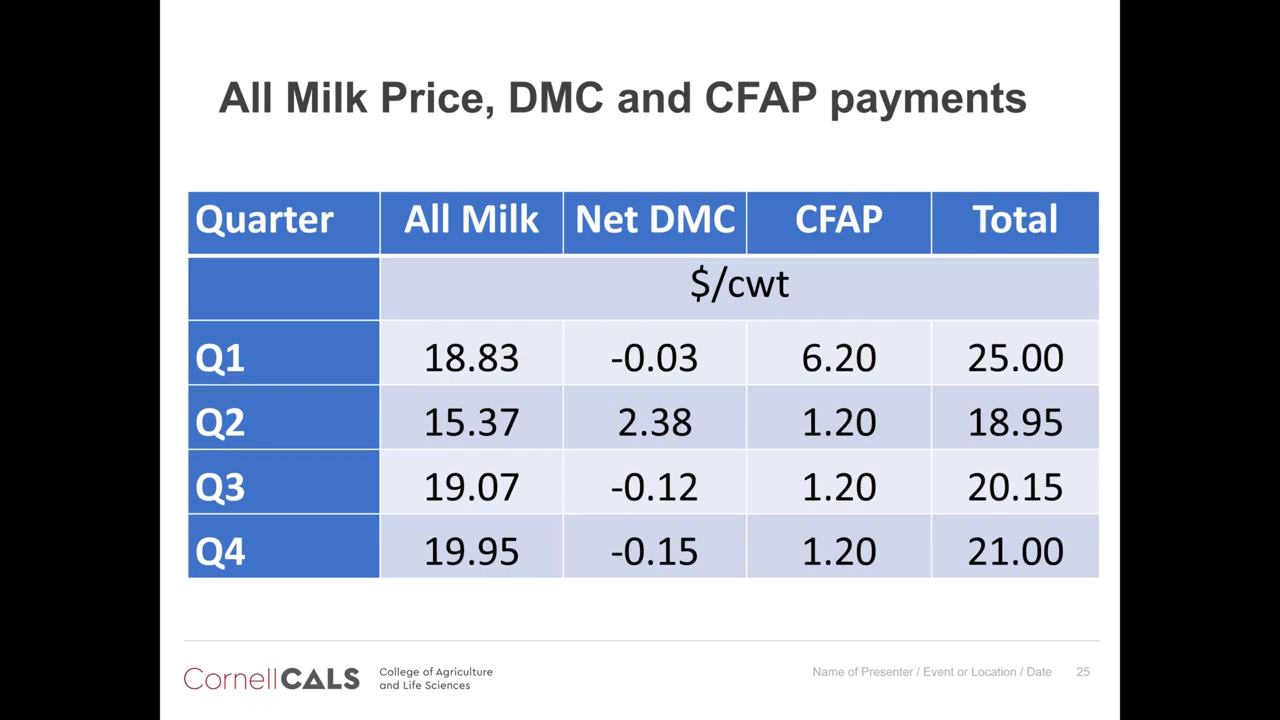 All Milk Price, DMC and CFAP payments
Quarter All Milk Net DMC CFAP Total
$/cwt
Q1 18.83 -0.03 6.20 25.00
Q2 15.37 2.38 1.20 18.95
Q3 19.07 -0.12 1.20 20.15
Q4 19.95 -0.15 1.20 21.00
CornellCALS College of Agriculture
and Life Sciences
Name of Presenter / Event or Location / Date 25